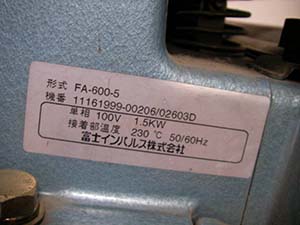 形式 FA-600-5
機番 11161999-00206/02603D
単相 100V 1.5KW
接着部温度 230 ℃ 50/60Hz
富士インパルス株式会社